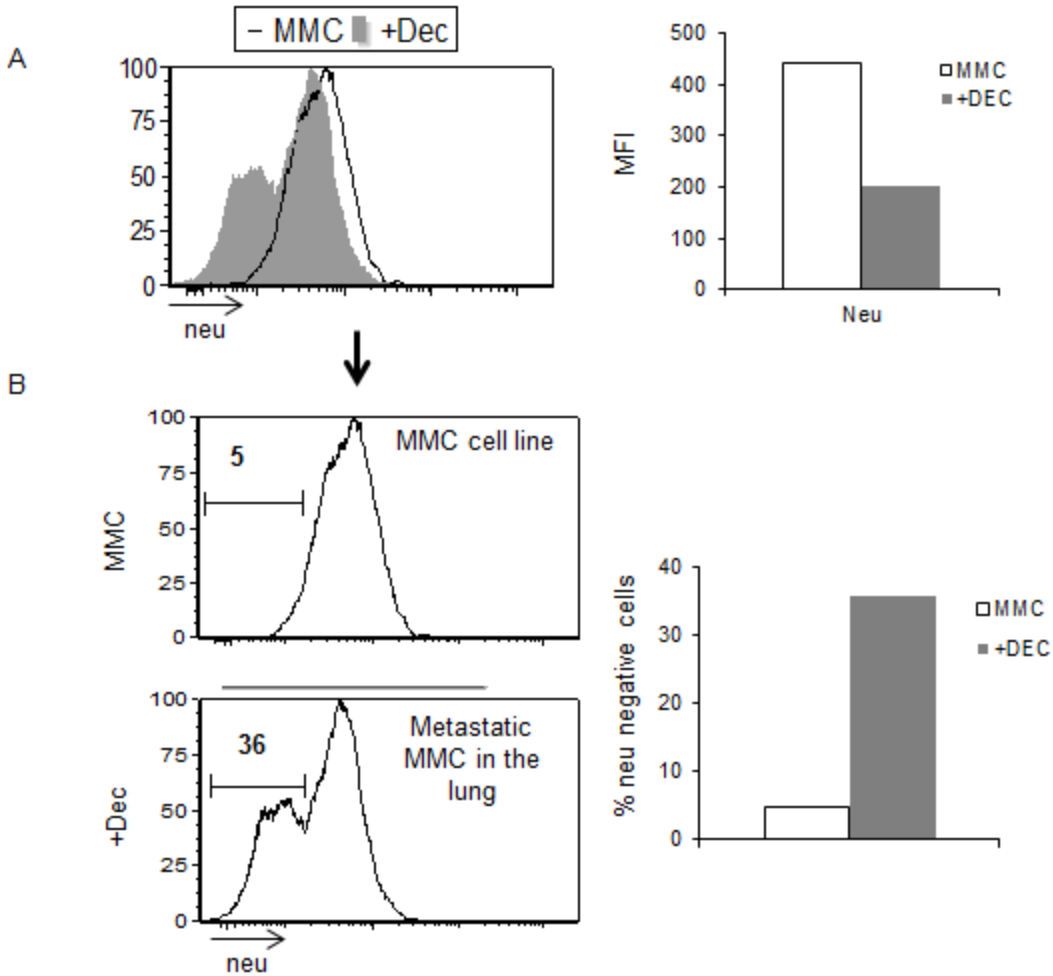 A
– MMC +Dec
100
75
50
25
0
neu
500
400
300
200
100
0
MFI
Neu
MMC
+DEC
B
100
75
50
25
0
MMC
5
MMC cell line
100
75
50
25
0
+Dec
36
Metastatic
MMC in the
lung
neu
40
30
20
10
0
% neu negative cells
MMC
+DEC